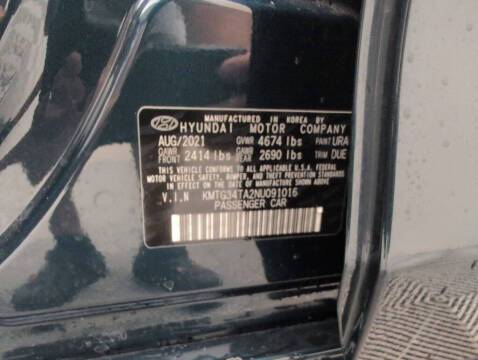 MANUFACTURED IN KOREA BY
HYUNDAI MOTOR COMPANY
AUG/2021 GVWR 4674 lbs PAINT URA
GAWR FRONT 2414 lbs GAWR REAR 2690 lbs TRIM DUE
THIS VEHICLE CONFORMS TO ALL APPLICABLE U.S.A FEDERAL
MOTOR VEHICLE SAFETY, BUMPER, AND THEFT PREVENTION
STANDARDS IN EFFECT ON THE DATE OF MANUFACTURE
SHOWN ABOVE.
V.I.N KMTG34TA2NU091016
PASSENGER CAR